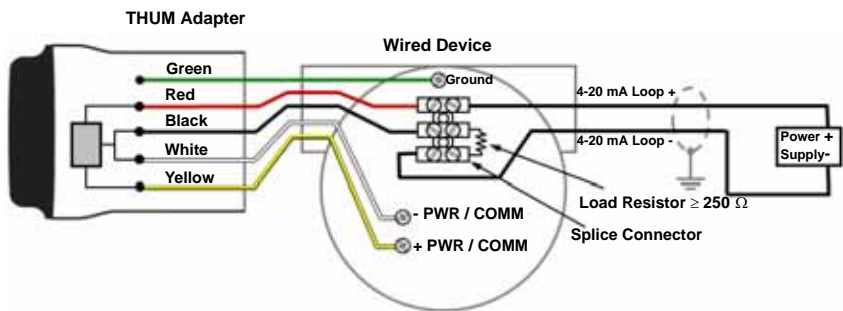 THUM Adapter
Wired Device
Green
Ground
Red
4-20 mA Loop +
Black
White
4-20 mA Loop -
Power +
Supply-
Yellow
Load Resistor ≥ 250 Ω
- PWR / COMM
Splice Connector
+ PWR / COMM